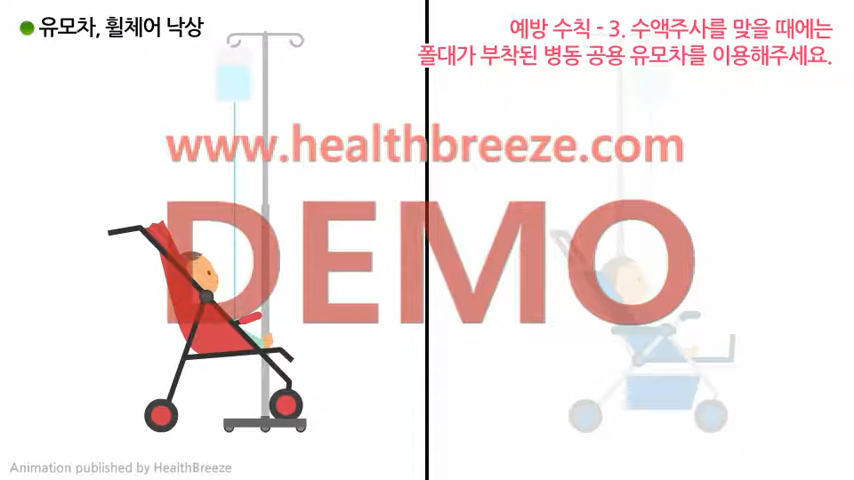 유모차, 휠체어 낙상
예방 수칙 - 3. 수액주사를 맞을 때에는
폴대가 부착된 병동 공용 유모차를 이용해주세요.
www.healthbreeze.com
DEMO
Animation published by HealthBreeze